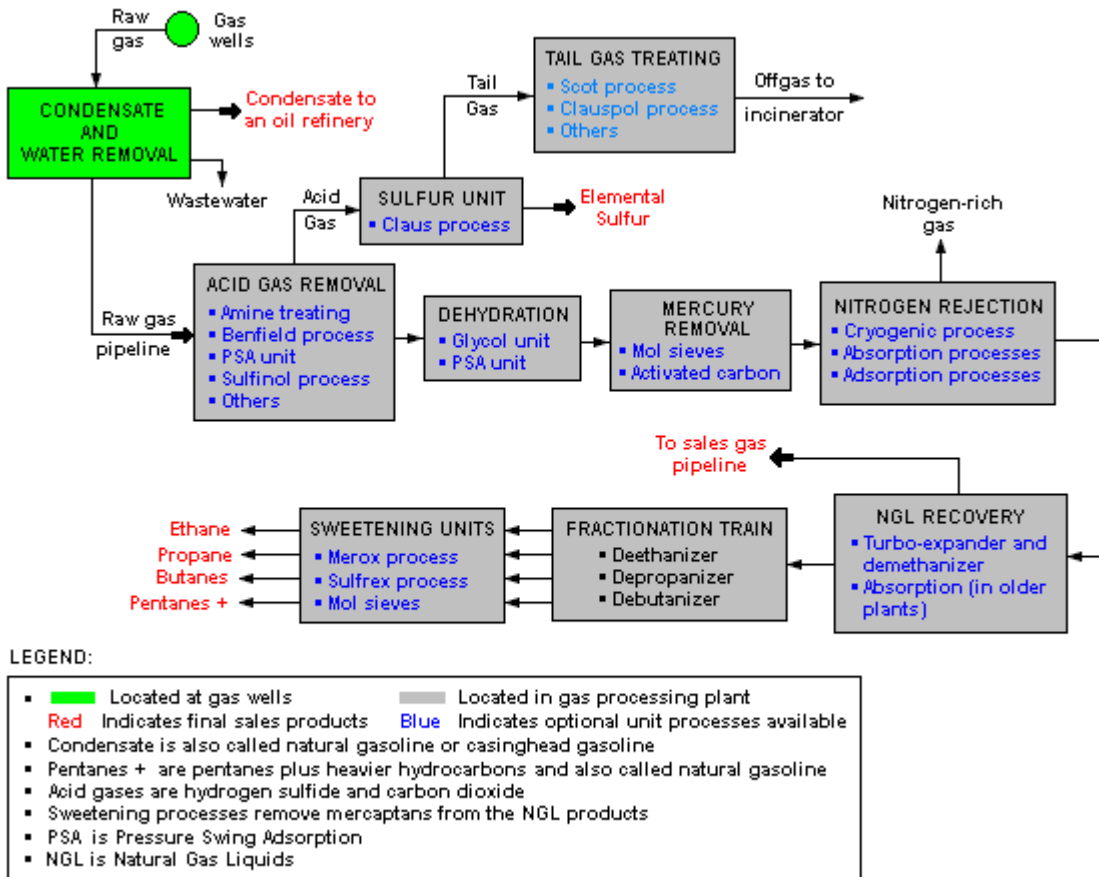 Raw
gas
Gas
wells
CONDENSATE
AND
WATER REMOVAL
Condensate to
an oil refinery
Wastewater
Raw gas
pipeline
ACID GAS REMOVAL
▪ Amine treating
▪ Benfield process
▪ PSA unit
▪ Sulfinol process
▪ Others
Acid
Gas
SULFUR UNIT
▪ Claus process
Elemental
Sulfur
Tail
Gas
TAIL GAS TREATING
▪ Scot process
▪ Clauspol process
▪ Others
Offgas to
incinerator
DEHYDRATION
▪ Glycol unit
▪ PSA unit
MERCURY
REMOVAL
▪ Mol sieves
▪ Activated carbon
Nitrogen-rich
gas
NITROGEN REJECTION
▪ Cryogenic process
▪ Absorption processes
▪ Adsorption processes
To sales gas
pipeline
NGL RECOVERY
▪ Turbo-expander and
demethanizer
▪ Absorption (in older
plants)
FRACTIONATION TRAIN
▪ Deethanizer
▪ Depropanizer
▪ Debutanizer
SWEETENING UNITS
▪ Merox process
▪ Sulfrex process
▪ Mol sieves
Ethane
Propane
Butanes
Pentanes +
LEGEND:
▪ Located at gas wells Located in gas processing plant
Red Indicates final sales products Blue Indicates optional unit processes available
▪ Condensate is also called natural gasoline or casinghead gasoline
▪ Pentanes + are pentanes plus heavier hydrocarbons and also called natural gasoline
▪ Acid gases are hydrogen sulfide and carbon dioxide
▪ Sweetening processes remove mercaptans from the NGL products
▪ PSA is Pressure Swing Adsorption
▪ NGL is Natural Gas Liquids